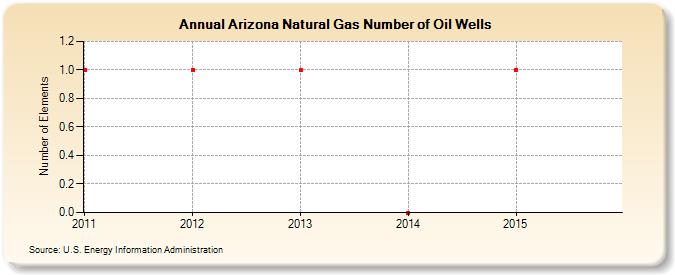 Annual Arizona Natural Gas Number of Oil Wells
Number of Elements
1.2
1.0
0.8
0.6
0.4
0.2
0.0
2011 2012 2013 2014 2015
Source: U.S. Energy Information Administration